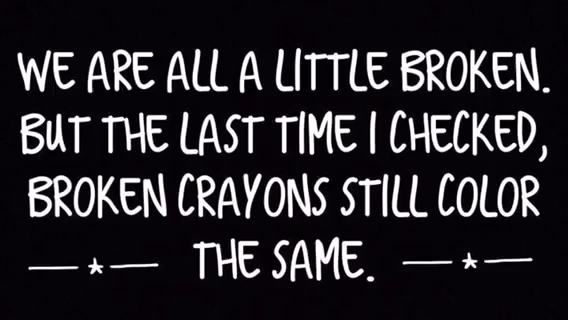 WE ARE ALL A LITTLE BROKEN.
BUT THE LAST TIME I CHECKED,
BROKEN CRAYONS STILL COLOR
THE SAME.